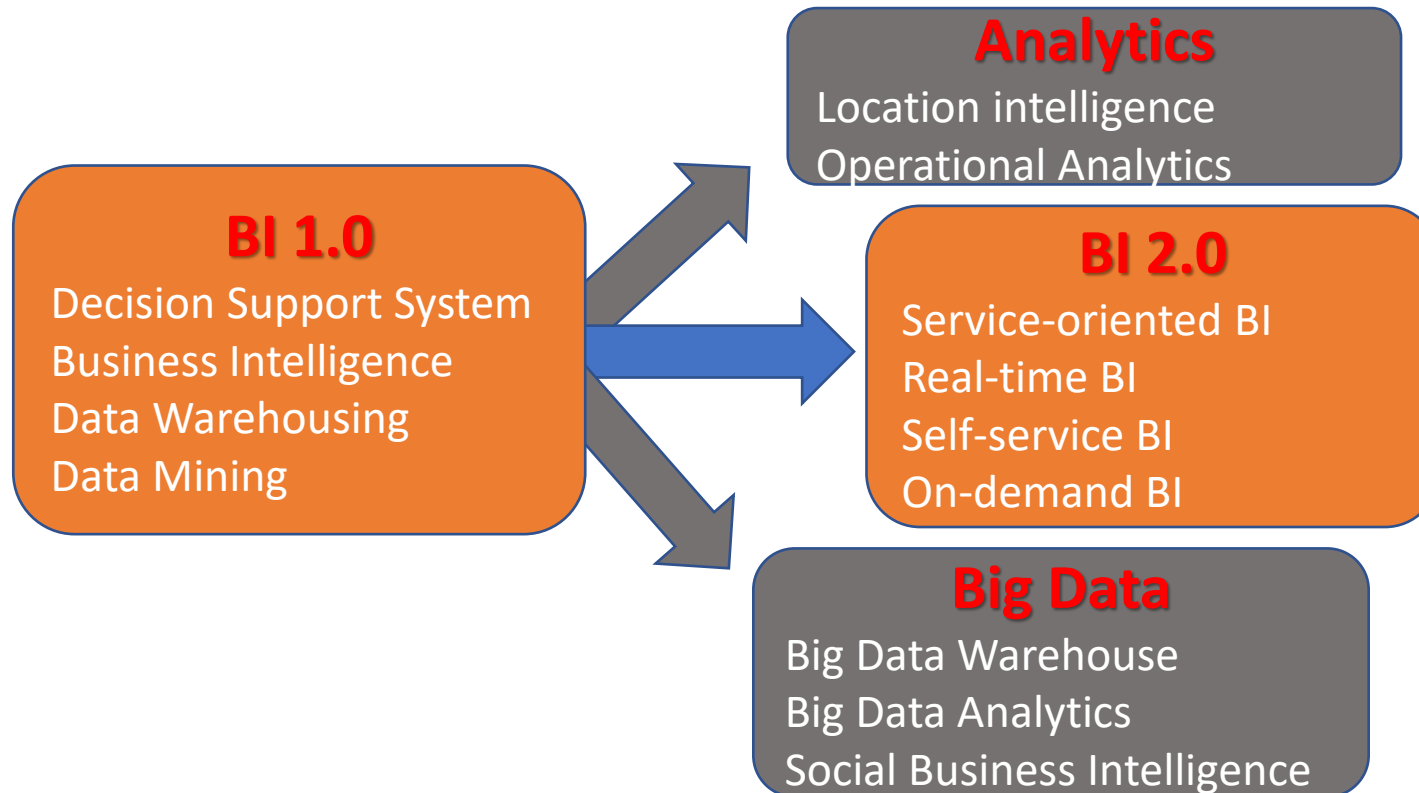 BI 1.0
Decision Support System
Business Intelligence
Data Warehousing
Data Mining
Analytics
Location intelligence
Operational Analytics
BI 2.0
Service-oriented BI
Real-time BI
Self-service BI
On-demand BI
Big Data
Big Data Warehouse
Big Data Analytics
Social Business Intelligence